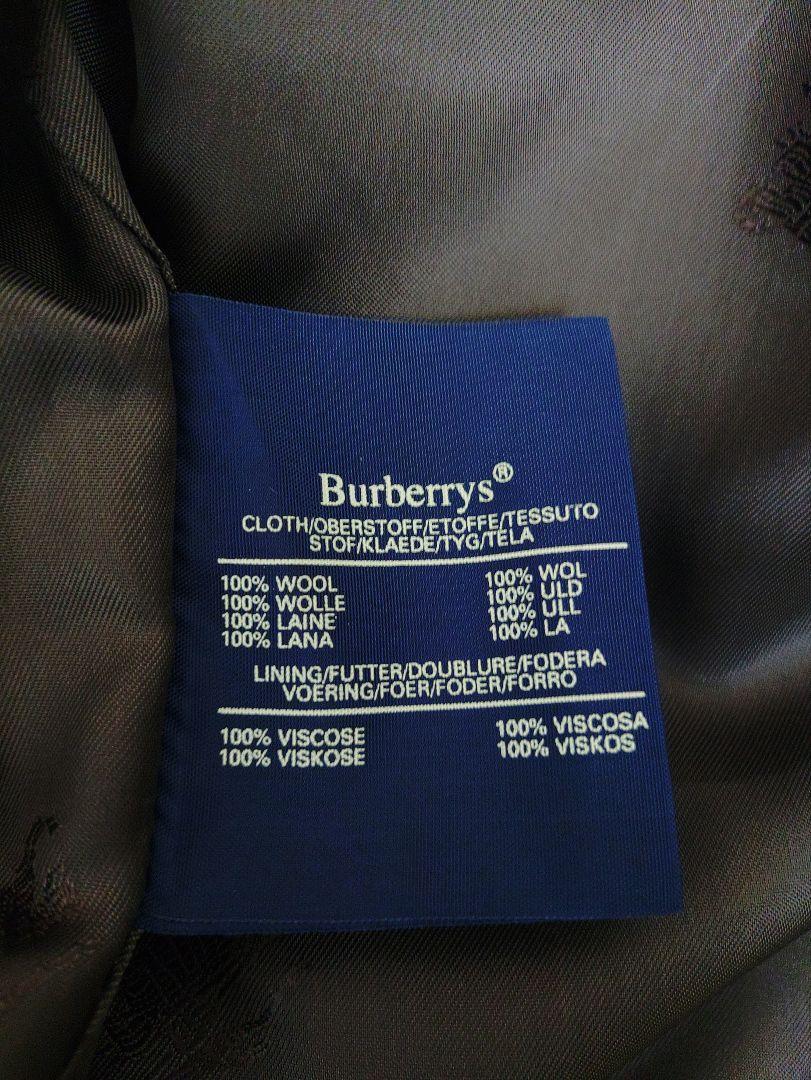 Burberrys®
CLOTH/OBERSTOFF/ETOFFE/TESSUTO
STOF/KLAEDE/TYG/TELA
100% WOOL 100% WOL
100% WOLLE 100% ULD
100% LAINE 100% ULL
100% LANA 100% LA
LINING/FUTTER/DOUBLURE/FODERA
VOERING/FOER/FODER/FORRO
100% VISCOSE 100% VISCOSA
100% VISKOSE 100% VISKOS